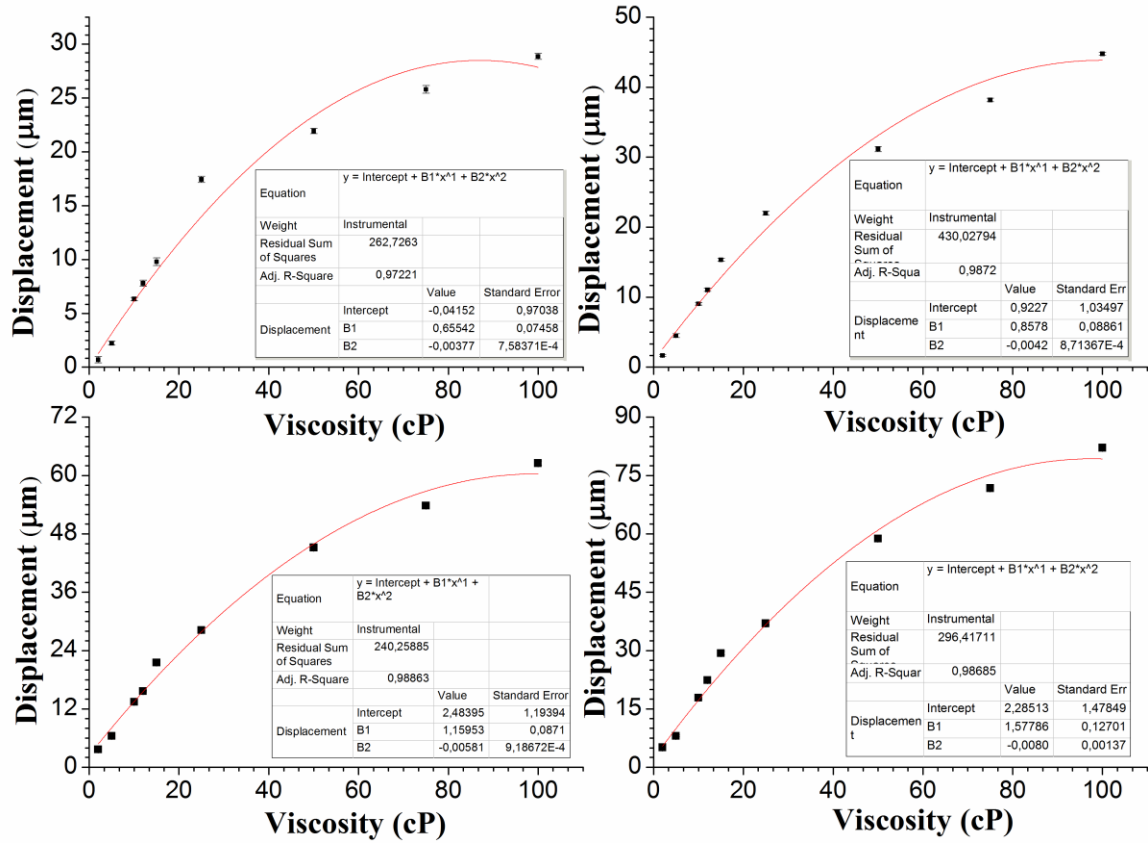 Displacement (μm)
30
25
20
15
10
5
0
y = Intercept + B1*x^1 + B2*x^2
Equation
Weight Instrumental
Residual Sum of Squares 262,7263
Adj. R-Square 0,97221
Value Standard Error
Intercept -0,04152 0,97038
Displacement B1 0,65542 0,07458
B2 -0,00377 7,58371E-4
0 20 40 60 80 100
Viscosity (cP)
Displacement (μm)
50
40
30
20
10
0
y = Intercept + B1*x^1 + B2*x^2
Equation
Weight Instrumental
Residual
Sum of 430,02794
Adj. R-Squa 0,9872
Value Standard Err
Intercept 0,9227 1,03497
Displaceme
nt
B1 0,8578 0,08861
B2 -0,0042 8,71367E-4
0 20 40 60 80 100
Viscosity (cP)
Displacement (μm)
72
60
48
36
24
12
0
y = Intercept + B1*x^1 +
B2*x^2
Equation
Weight Instrumental
Residual Sum
of Squares 240,25885
Adj. R-Square 0,98863
Value Standard Error
Intercept 2,48395 1,19394
Displacement B1 1,15953 0,0871
B2 -0,00581 9,18672E-4
0 20 40 60 80 100
Viscosity (cP)
Displacement (μm)
90
75
60
45
30
15
0
y = Intercept + B1*x^1 + B2*x^2
Equation
Weight Instrumental
Residual
Sum of 296,41711
Adj. R-Squar 0,98685
Value Standard Err
Intercept 2,28513 1,47849
Displacemen
t
B1 1,57786 0,12701
B2 -0,0080 0,00137
0 20 40 60 80 100
Viscosity (cP)